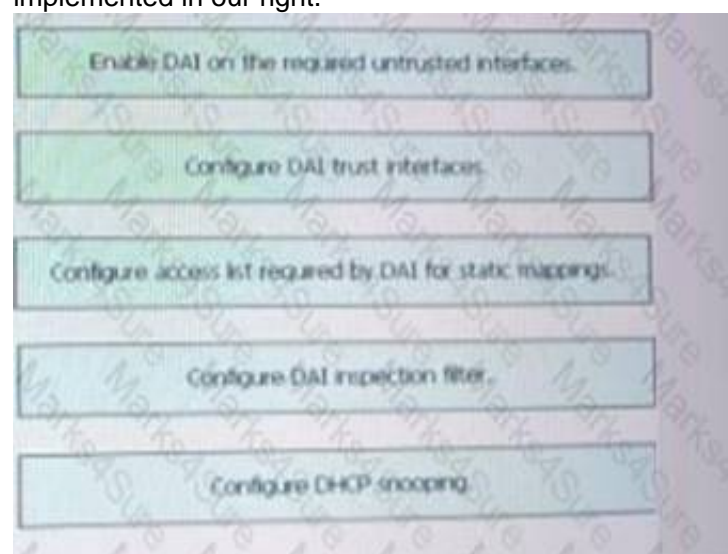 implemented in our right.
Enable DAI on the required untrusted interfaces.
Configure DAI trust interfaces.
Configure access list required by DAI for static mappings.
Configure DAI inspection filter.
Configure DHCP snooping.
Marks4Sure